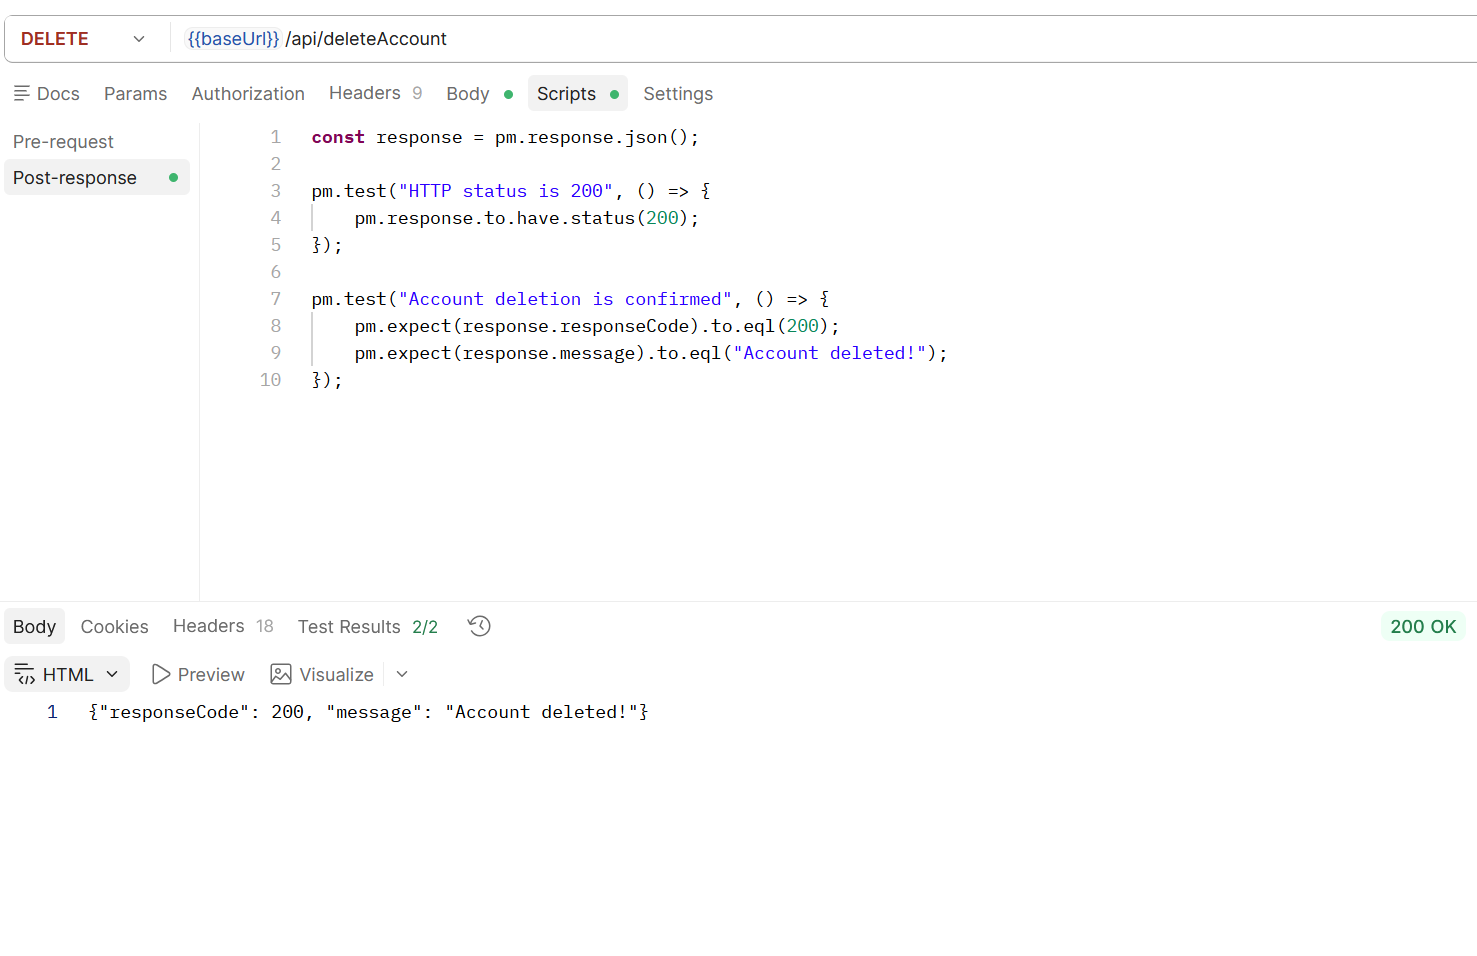 DELETE {{baseUrl}} /api/deleteAccount
Docs Params Authorization Headers 9 Body Scripts Settings
Pre-request
Post-response
1 const response = pm.response.json();
2
3 pm.test("HTTP status is 200", () => {
4 pm.response.to.have.status(200);
5 });
6
7 pm.test("Account deletion is confirmed", () => {
8 pm.expect(response.responseCode).to.eql(200);
9 pm.expect(response.message).to.eql("Account deleted!");
10 });
Body Cookies Headers 18 Test Results 2/2 200 OK
HTML Preview Visualize
1 {"responseCode": 200, "message": "Account deleted!"}